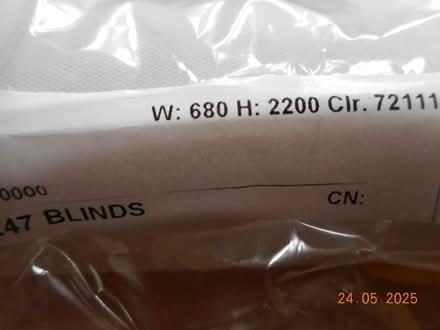 W: 680 H: 2200 Clr. 72111
0000
CN:
47 BLINDS
24.05.2025